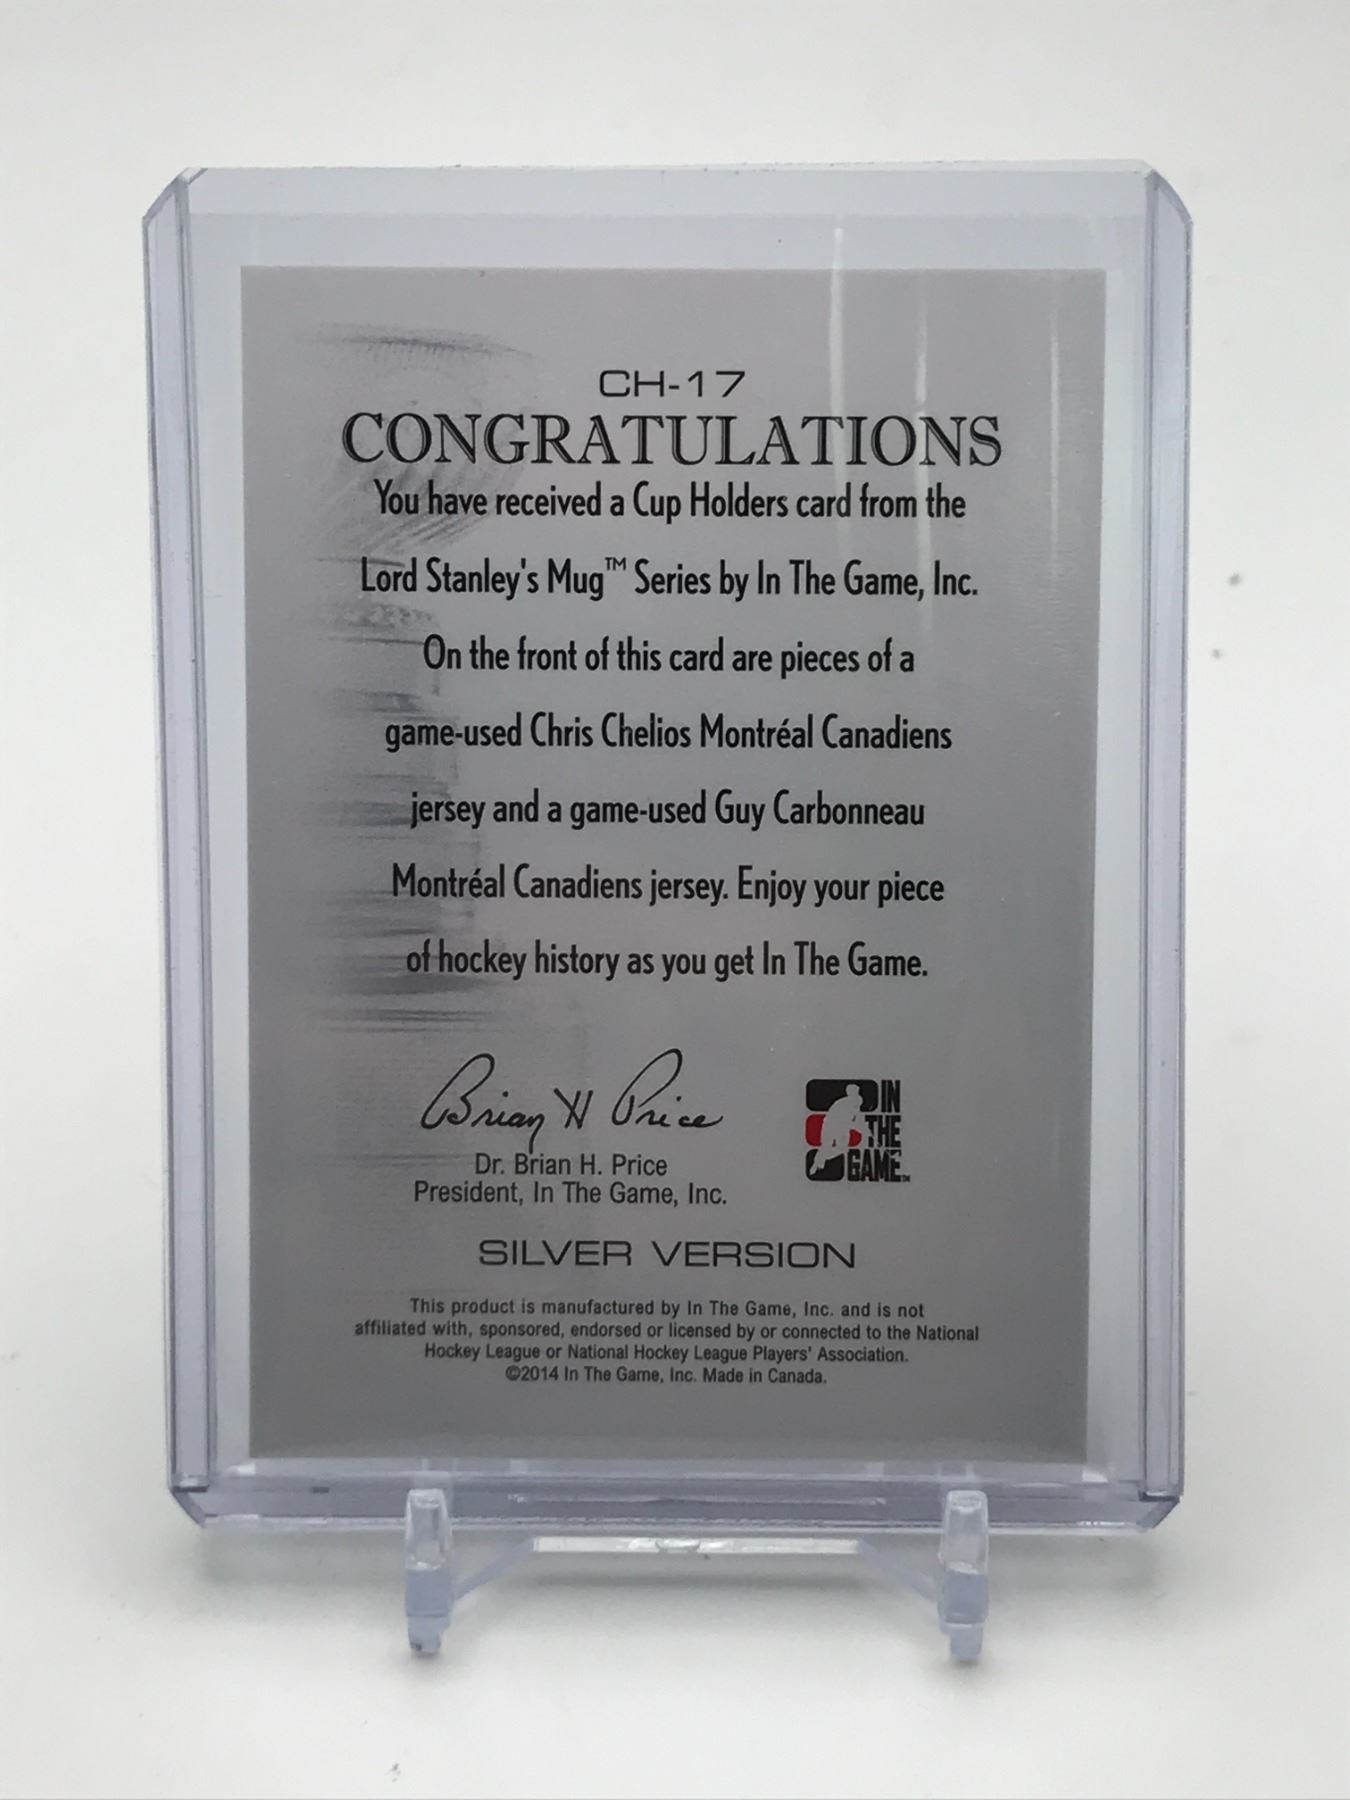 CH-17
CONGRATULATIONS
You have received a Cup Holders card from the
Lord Stanley's Mug™ Series by In The Game, Inc.
On the front of this card are pieces of a
game-used Chris Chelios Montréal Canadiens
jersey and a game-used Guy Carbonneau
Montréal Canadiens jersey. Enjoy your piece
of hockey history as you get In The Game.
Brian H Price
IN
THE
GAME™
Dr. Brian H. Price
President, In The Game, Inc.
SILVER VERSION
This product is manufactured by In The Game, Inc. and is not
affiliated with, sponsored, endorsed or licensed by or connected to the National
Hockey League or National Hockey League Players' Association.
©2014 In The Game, Inc. Made in Canada.